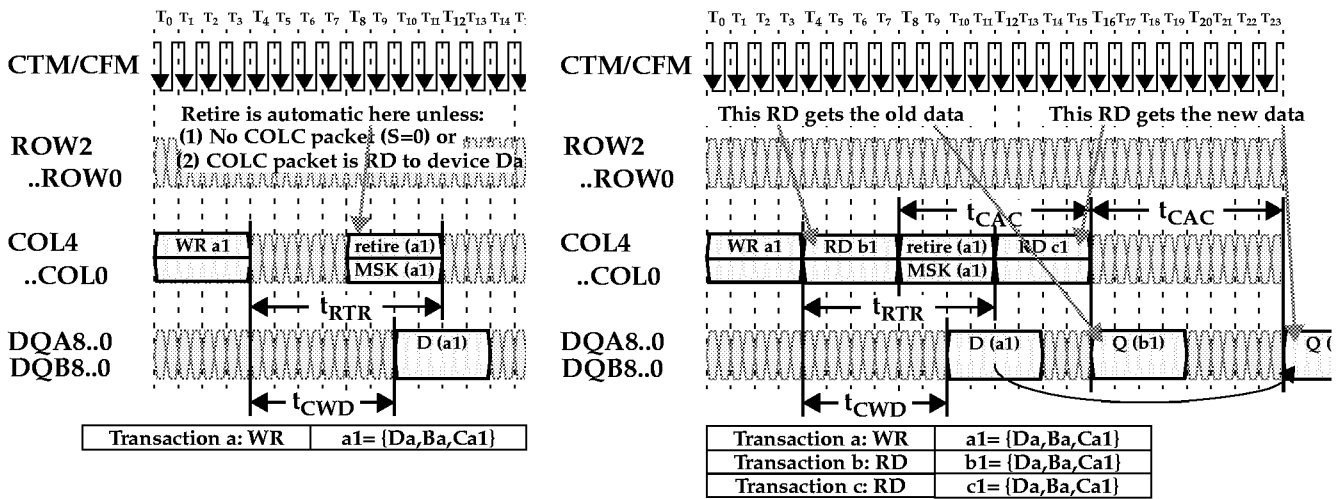 T0 T1 T2 T3 T4 T5 T6 T7 T8 T9 T10 T11 T12 T13 T14 T1
CTM/CFM
Retire is automatic here unless:
(1) No COLC packet (S=0) or
(2) COLC packet is RD to device Da
ROW2
..ROW0
COL4
..COL0
WR a1
retire (a1)
MSK (a1)
tRTR
DQA8..0
DQB8..0
D (a1)
tCWD
Transaction a: WR a1= {Da,Ba,Ca1}
T0 T1 T2 T3 T4 T5 T6 T7 T8 T9 T10 T11 T12 T13 T14 T15 T16 T17 T18 T19 T20 T21 T22 T23
CTM/CFM
This RD gets the old data
This RD gets the new data
ROW2
..ROW0
tCAC tCAC
COL4
..COL0
WR a1 RD b1 retire (a1) RD c1
MSK (a1)
tRTR
DQA8..0
DQB8..0
D (a1) Q (b1) Q (
tCWD
Transaction a: WR a1= {Da,Ba,Ca1}
Transaction b: RD b1= {Da,Ba,Ca1}
Transaction c: RD c1= {Da,Ba,Ca1}